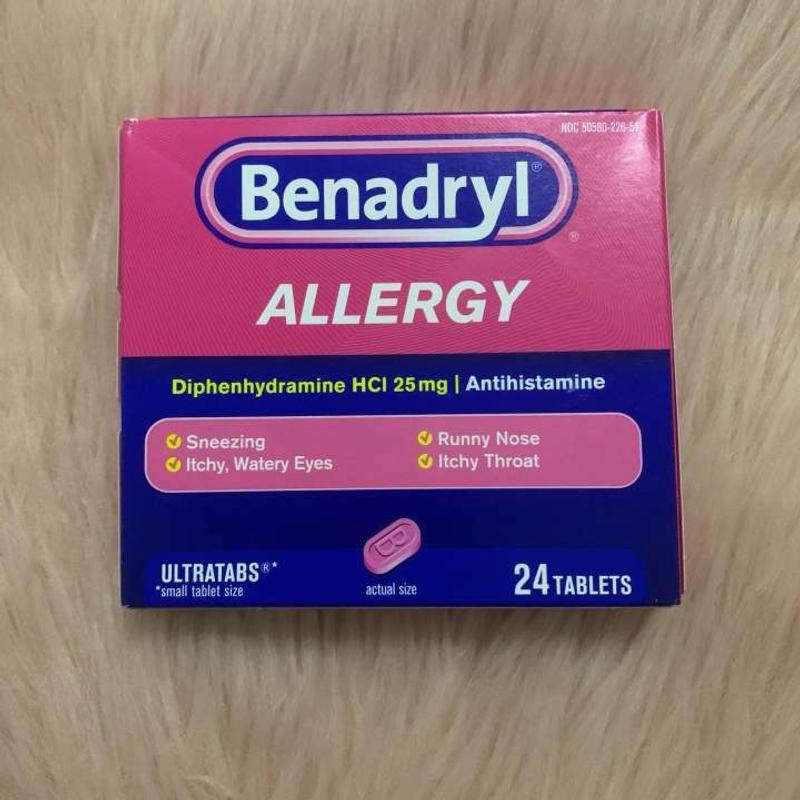 NDC 50580-226-51
Benadryl®
®
ALLERGY
Diphenhydramine HCl 25mg | Antihistamine
Sneezing
Itchy, Watery Eyes
Runny Nose
Itchy Throat
B
ULTRATABS®*
*small tablet size
actual size
24 TABLETS